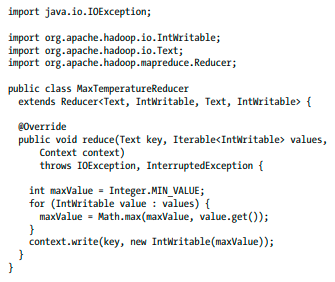 import java.io.IOException;
import org.apache.hadoop.io.IntWritable;
import org.apache.hadoop.io.Text;
import org.apache.hadoop.mapreduce.Reducer;
public class MaxTemperatureReducer
  extends Reducer<Text, IntWritable, Text, IntWritable> {
  @Override
  public void reduce(Text key, Iterable<IntWritable> values,
      Context context)
      throws IOException, InterruptedException {
    int maxValue = Integer.MIN_VALUE;
    for (IntWritable value : values) {
      maxValue = Math.max(maxValue, value.get());
    }
    context.write(key, new IntWritable(maxValue));
  }
}